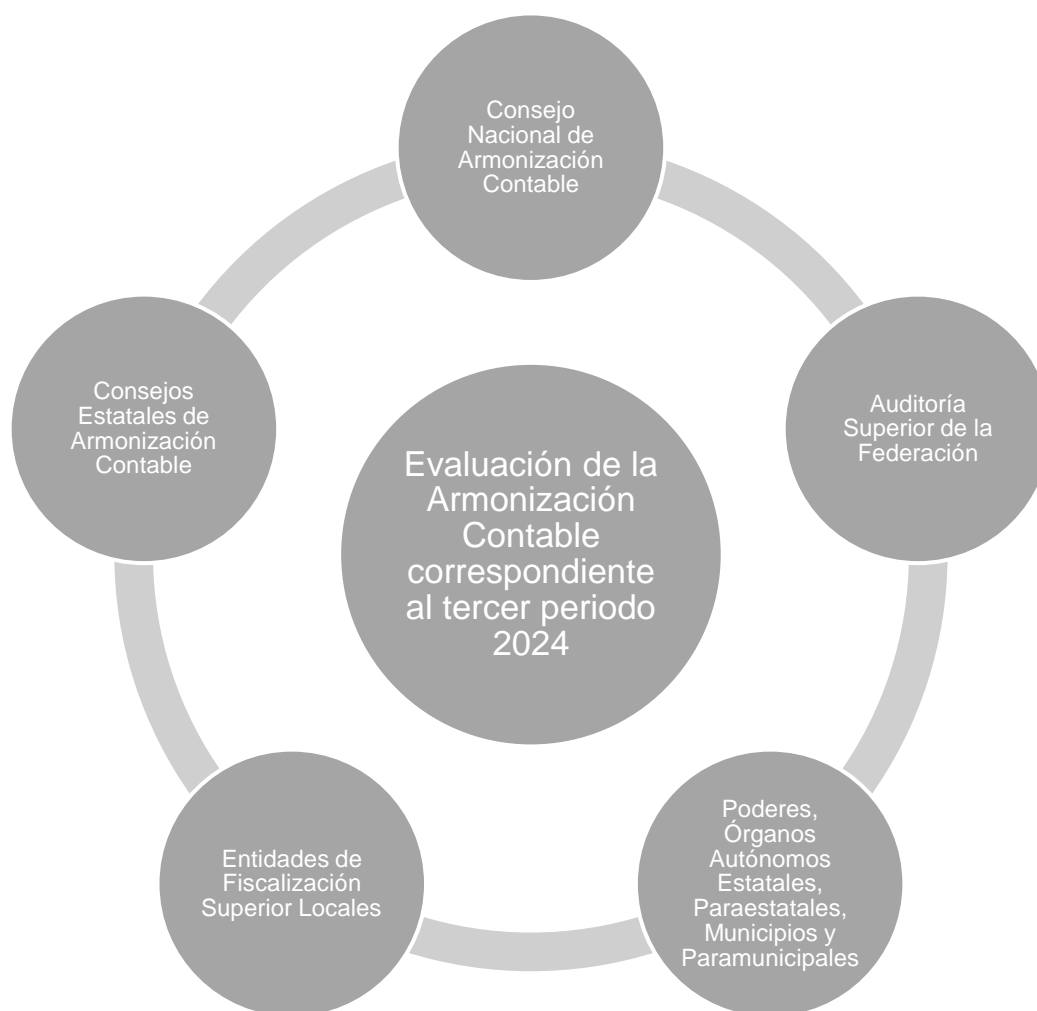 Consejo
Nacional de
Armonización
Contable
Auditoría
Superior de la
Federación
Poderes,
Órganos
Autónomos
Estatales,
Paraestatales,
Municipios y
Paramunicipales
Entidades de
Fiscalización
Superior Locales
Consejos
Estatales de
Armonización
Contable
Evaluación de la
Armonización
Contable
correspondiente
al tercer periodo
2024